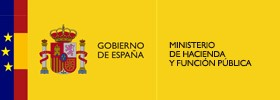 GOBIERNO
DE ESPAÑA
MINISTERIO
DE HACIENDA
Y FUNCIÓN PÚBLICA